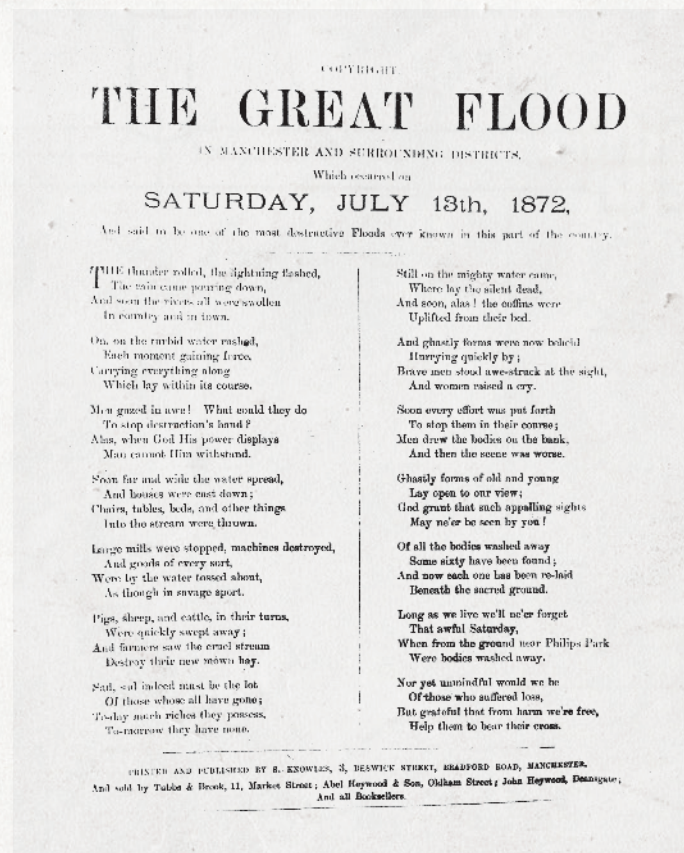 COPYRIGHT
THE GREAT FLOOD
IN MANCHESTER AND SURROUNDING DISTRICTS,
Which occurred on
SATURDAY, JULY 13th, 1872,
And said to be one of the most destructive Floods ever known in this part of the country.
THE thunder rolled, the lightning flashed,
The rain came pouring down,
And soon the rivers all were swollen
In country and in town.
On, on the turbid water rushed,
Each moment gaining force,
Carrying everything along
Which lay within its course.
Men gazed in awe! What could they do
To stop destruction's hand?
Alas, when God His power displays
Man cannot Him withstand.
Soon far and wide the water spread,
And houses were cast down;
Chairs, tables, beds, and other things
Into the stream were thrown.
Large mills were stopped, machines destroyed,
And goods of every sort,
Were by the water tossed about,
As though in savage sport.
Pigs, sheep, and cattle, in their turns,
Were quickly swept away;
And farmers saw the cruel stream
Destroy their new mown hay.
Sad, sad indeed must be the lot
Of those whose all have gone;
To-day much riches they possess,
To-morrow they have none.
Still on the mighty water came,
Where lay the silent dead,
And soon, alas! the coffins were
Uplifted from their bed.
And ghastly forms were now beheld
Hurrying quickly by;
Brave men stood awe-struck at the sight,
And women raised a cry.
Soon every effort was put forth
To stop them in their course;
Men drew the bodies on the bank,
And then the scene was worse.
Ghastly forms of old and young
Lay open to our view;
God grant that such appalling sights
May ne'er be seen by you!
Of all the bodies washed away
Some sixty have been found;
And now each one has been re-laid
Beneath the sacred ground.
Long as we live we'll ne'er forget
That awful Saturday,
When from the ground near Philips Park
Were bodies washed away.
Nor yet unmindful would we be
Of those who suffered loss,
But grateful that from harm we're free,
Help them to bear their cross.
PRINTED AND PUBLISHED BY S. KNOWLES, 3, BESWICK STREET, BRADFORD ROAD, MANCHESTER.
And sold by Tubbs & Brook, 11, Market Street; Abel Heywood & Son, Oldham Street; John Heywood, Deansgate;
And all Booksellers.